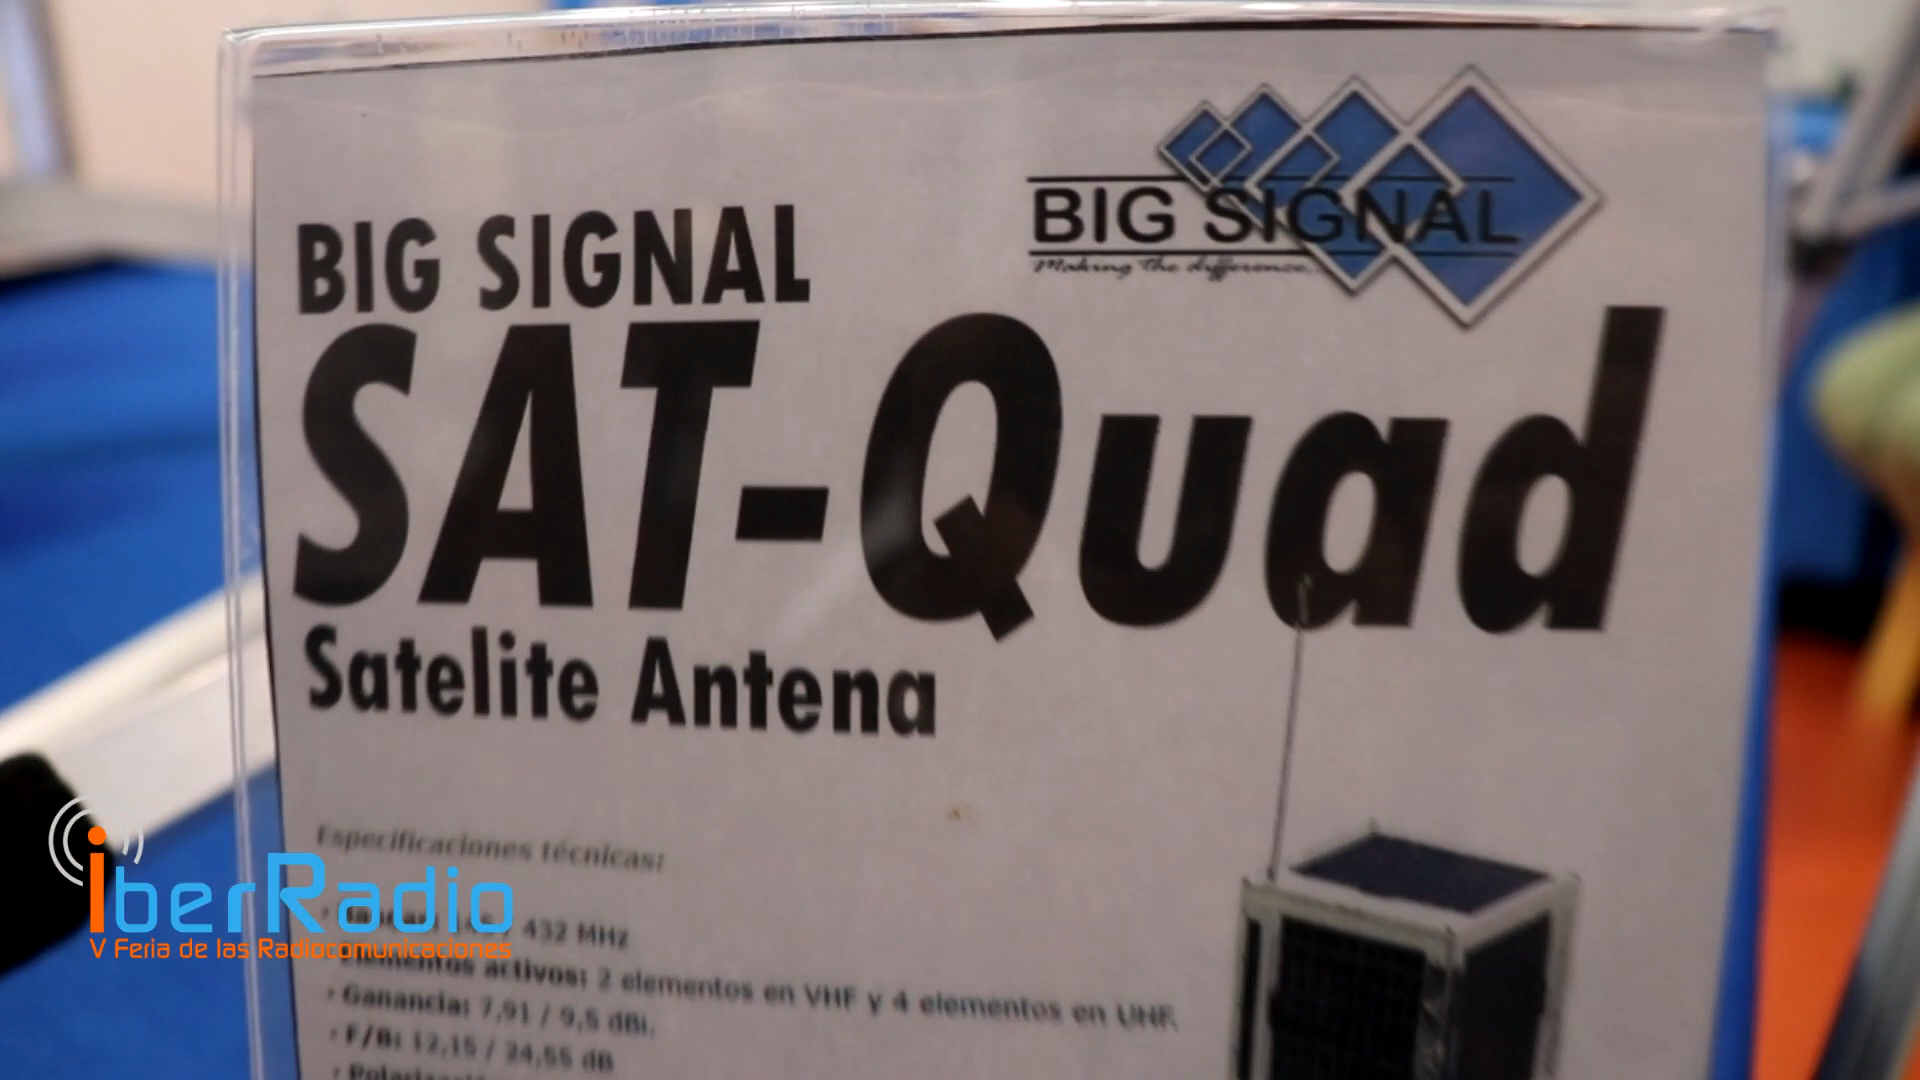 BIG SIGNAL
Making the difference...
BIG SIGNAL
SAT-Quad
Satelite Antena
Especificaciones técnicas:
432 MHz
Elementos activos: 2 elementos en VHF y 4 elementos en UHF.
· Ganancia: 7,91 / 9,5 dBi.
· F/B: 12,15 / 24,55 dB
iberRadio
V Feria de las Radiocomunicaciones